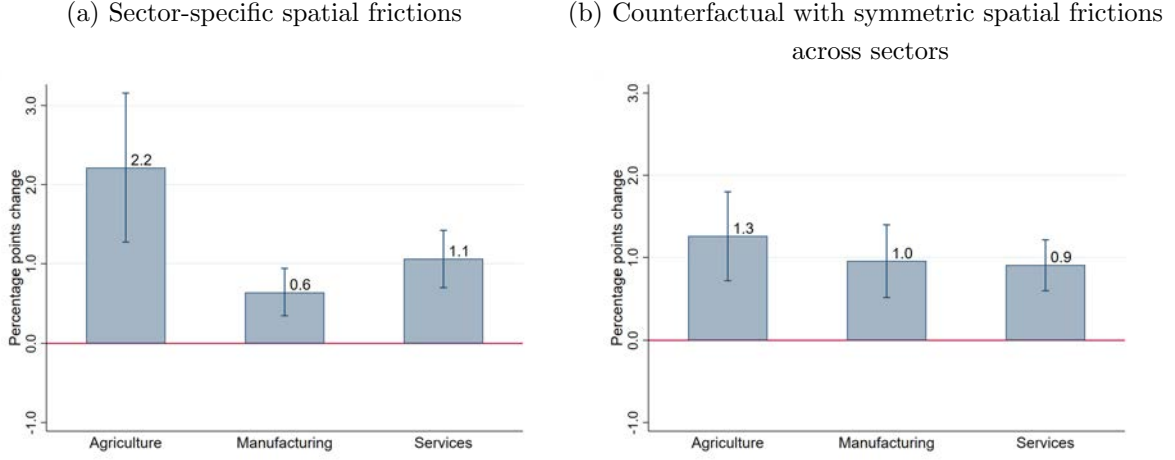 (a) Sector-specific spatial frictions
Percentage points change
3.0
2.0
1.0
0.0
-1.0
2.2
0.6
1.1
Agriculture
Manufacturing
Services
(b) Counterfactual with symmetric spatial frictions
across sectors
Percentage points change
3.0
2.0
1.0
0.0
-1.0
1.3
1.0
0.9
Agriculture
Manufacturing
Services